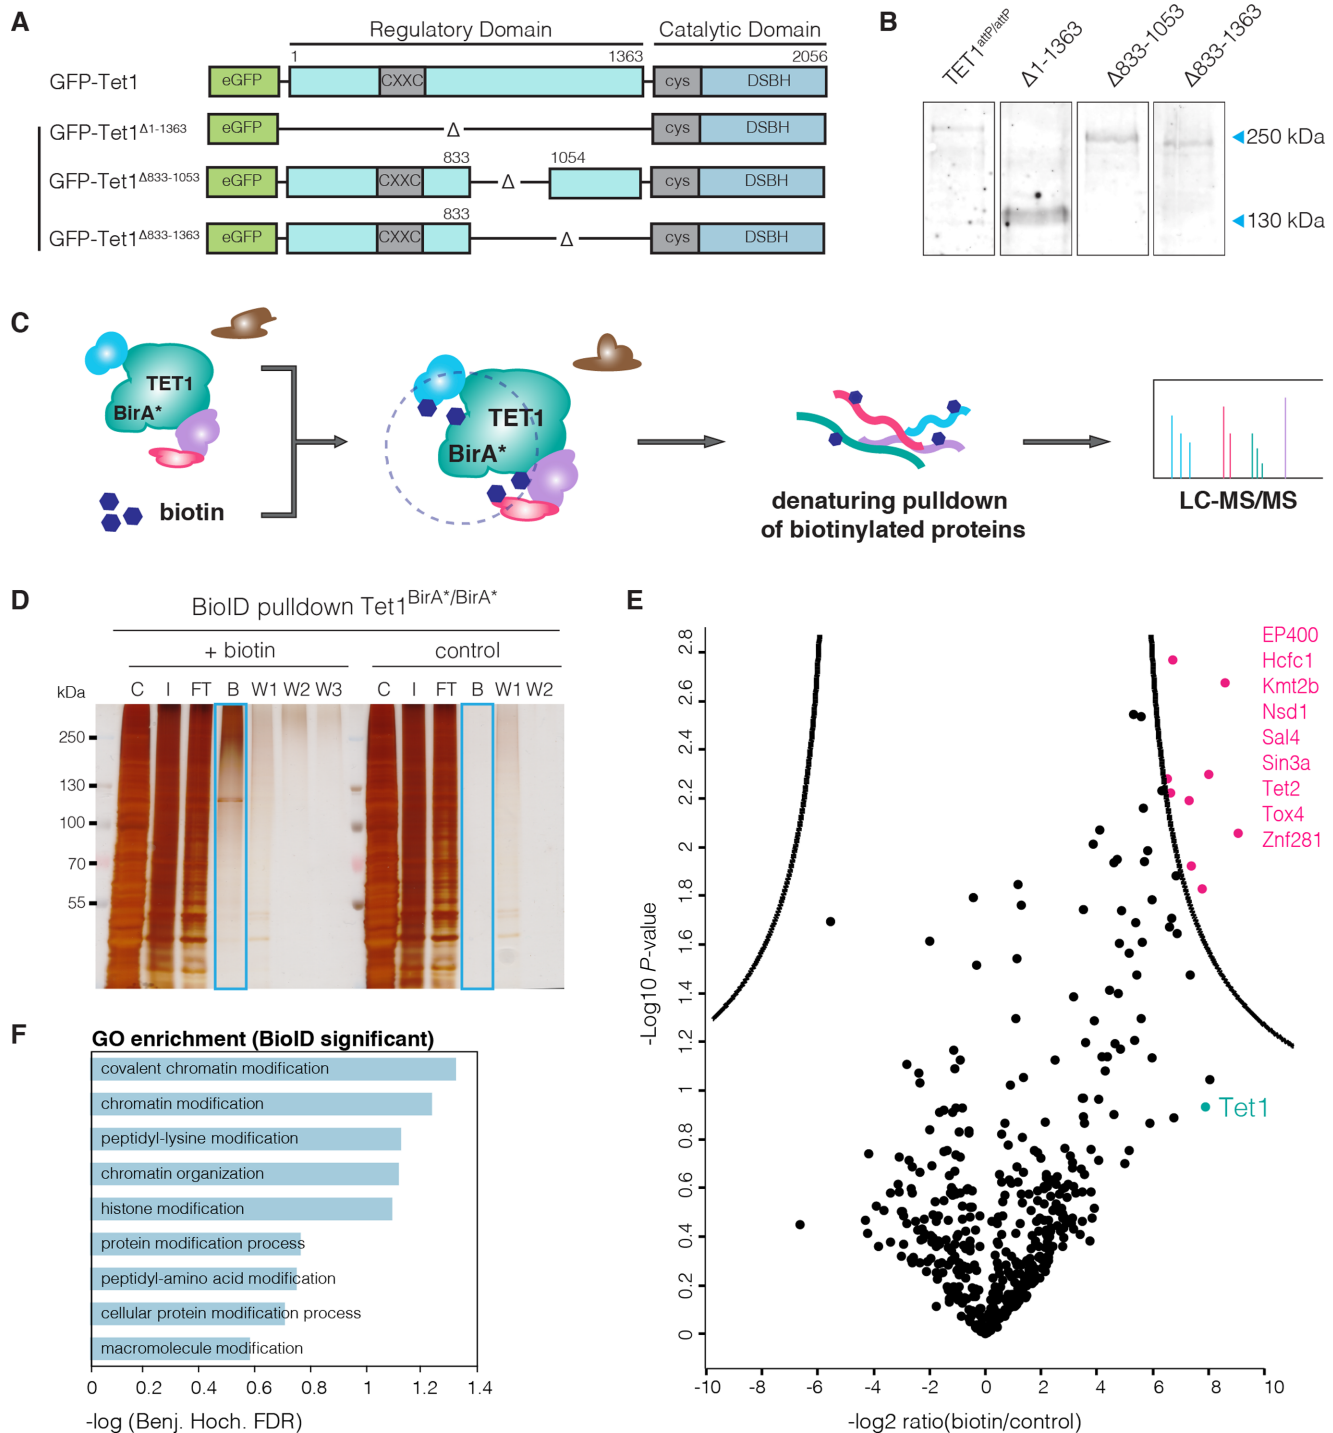 A
Regulatory Domain
Catalytic Domain
1
1363
2056
GFP-Tet1
eGFP
CXXC
cys
DSBH
GFP-Tet1Δ1-1363
eGFP
Δ
cys
DSBH
833
1054
GFP-Tet1Δ833-1053
eGFP
CXXC
Δ
cys
DSBH
833
GFP-Tet1Δ833-1363
eGFP
CXXC
Δ
cys
DSBH
B
TET1attP/attP
Δ1-1363
Δ833-1053
Δ833-1363
250 kDa
130 kDa
C
TET1
BirA*
biotin
TET1
BirA*
denaturing pulldown
of biotinylated proteins
LC-MS/MS
D
BioID pulldown Tet1BirA*/BirA*
+ biotin
control
kDa
C I FT B W1 W2 W3
C I FT B W1 W2
250
130
100
70
55
E
EP400
Hcfc1
Kmt2b
Nsd1
Sal4
Sin3a
Tet2
Tox4
Znf281
Tet1
-Log10 P-value
2.8
2.6
2.4
2.2
2
1.8
1.6
1.4
1.2
1
0.8
0.6
0.4
0.2
0
-10 -8 -6 -4 -2 0 2 4 6 8 10
-log2 ratio(biotin/control)
F
GO enrichment (BioID significant)
covalent chromatin modification
chromatin modification
peptidyl-lysine modification
chromatin organization
histone modification
protein modification process
peptidyl-amino acid modification
cellular protein modification process
macromolecule modification
0 0.2 0.4 0.6 0.8 1 1.2 1.4
-log (Benj. Hoch. FDR)